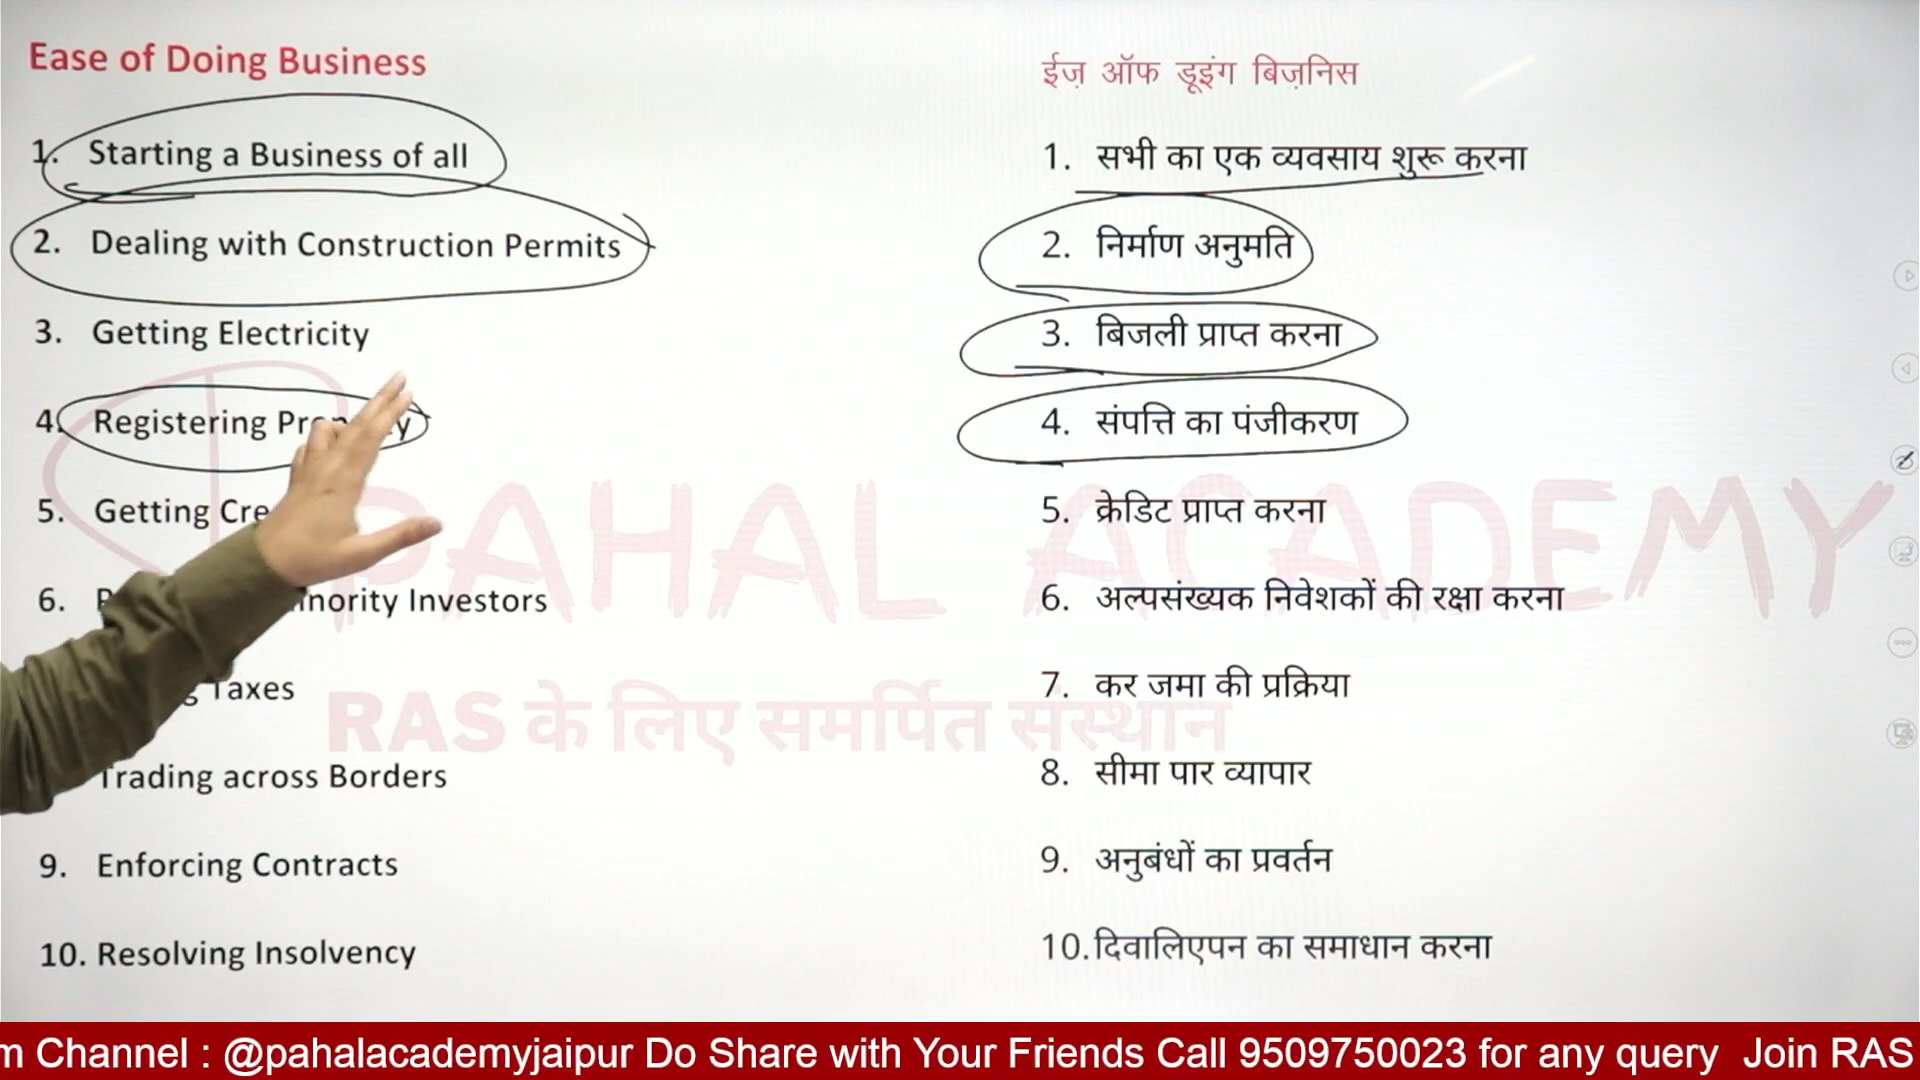 Ease of Doing Business
1. Starting a Business of all
2. Dealing with Construction Permits
3. Getting Electricity
4. Registering
5. Getting
6. Investors
Taxes
Trading across Borders
9. Enforcing Contracts
10. Resolving Insolvency
ईज़ ऑफ डूइंग बिज़निस
1. सभी का एक व्यवसाय शुरू करना
2. निर्माण अनुमति
3. बिजली प्राप्त करना
4. संपत्ति का पंजीकरण
5. क्रेडिट प्राप्त करना
6. अल्पसंख्यक निवेशकों की रक्षा करना
7. कर जमा की प्रक्रिया
8. सीमा पार व्यापार
9. अनुबंधों का प्रवर्तन
10. दिवालिएपन का समाधान करना
PAHAL ACADEMY
RAS के लिए समर्पित संस्थान
m Channel : @pahalacademyjaipur Do Share with Your Friends Call 9509750023 for any query Join RAS